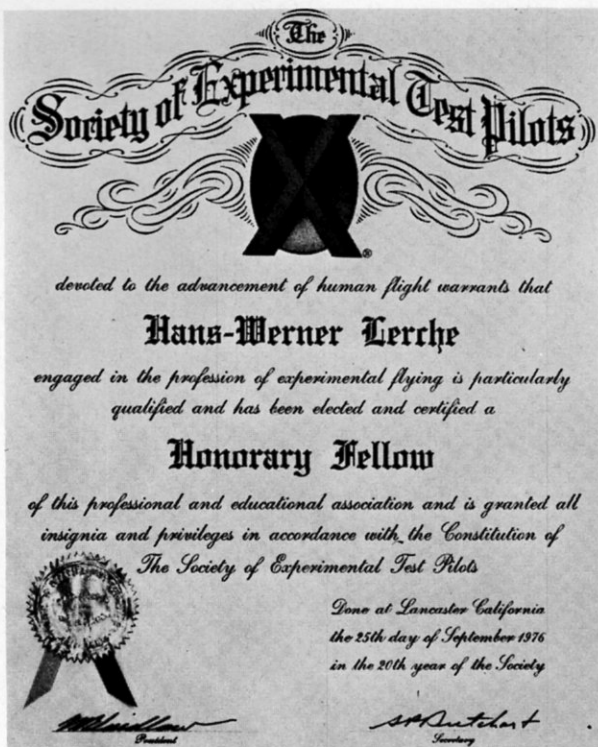 The
Society of Experimental Test Pilots
X®
devoted to the advancement of human flight warrants that
Hans-Werner Lerche
engaged in the profession of experimental flying is particularly
qualified and has been elected and certified a
Honorary Fellow
of this professional and educational association and is granted all
insignia and privileges in accordance with the Constitution of
The Society of Experimental Test Pilots
Done at Lancaster California
the 25th day of September 1976
in the 20th year of the Society
President
Secretary